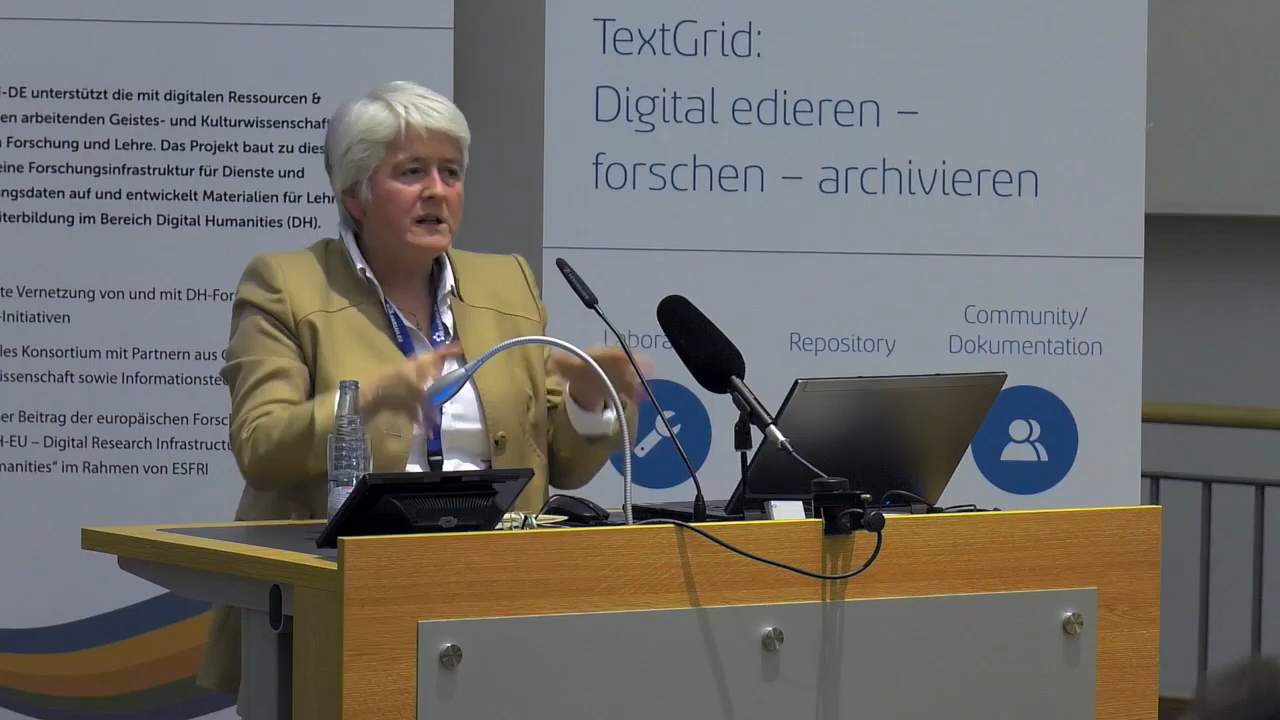 -DE unterstützt die mit digitalen Ressourcen &
en arbeitenden Geistes- und Kulturwissenschaf
Forschung und Lehre. Das Projekt baut zu dies
eine Forschungsinfrastruktur für Dienste und
ngsdaten auf und entwickelt Materialien für Lehr
iterbildung im Bereich Digital Humanities (DH).
te Vernetzung von und mit DH-For
-Initiativen
les Konsortium mit Partnern aus
issenschaft sowie Informationste
er Beitrag der europäischen Forsc
H-EU – Digital Research Infrastructu
manities“ im Rahmen von ESFRI
TextGrid:
Digital edieren –
forschen – archivieren
Labora
Repository
Community/
Dokumentation